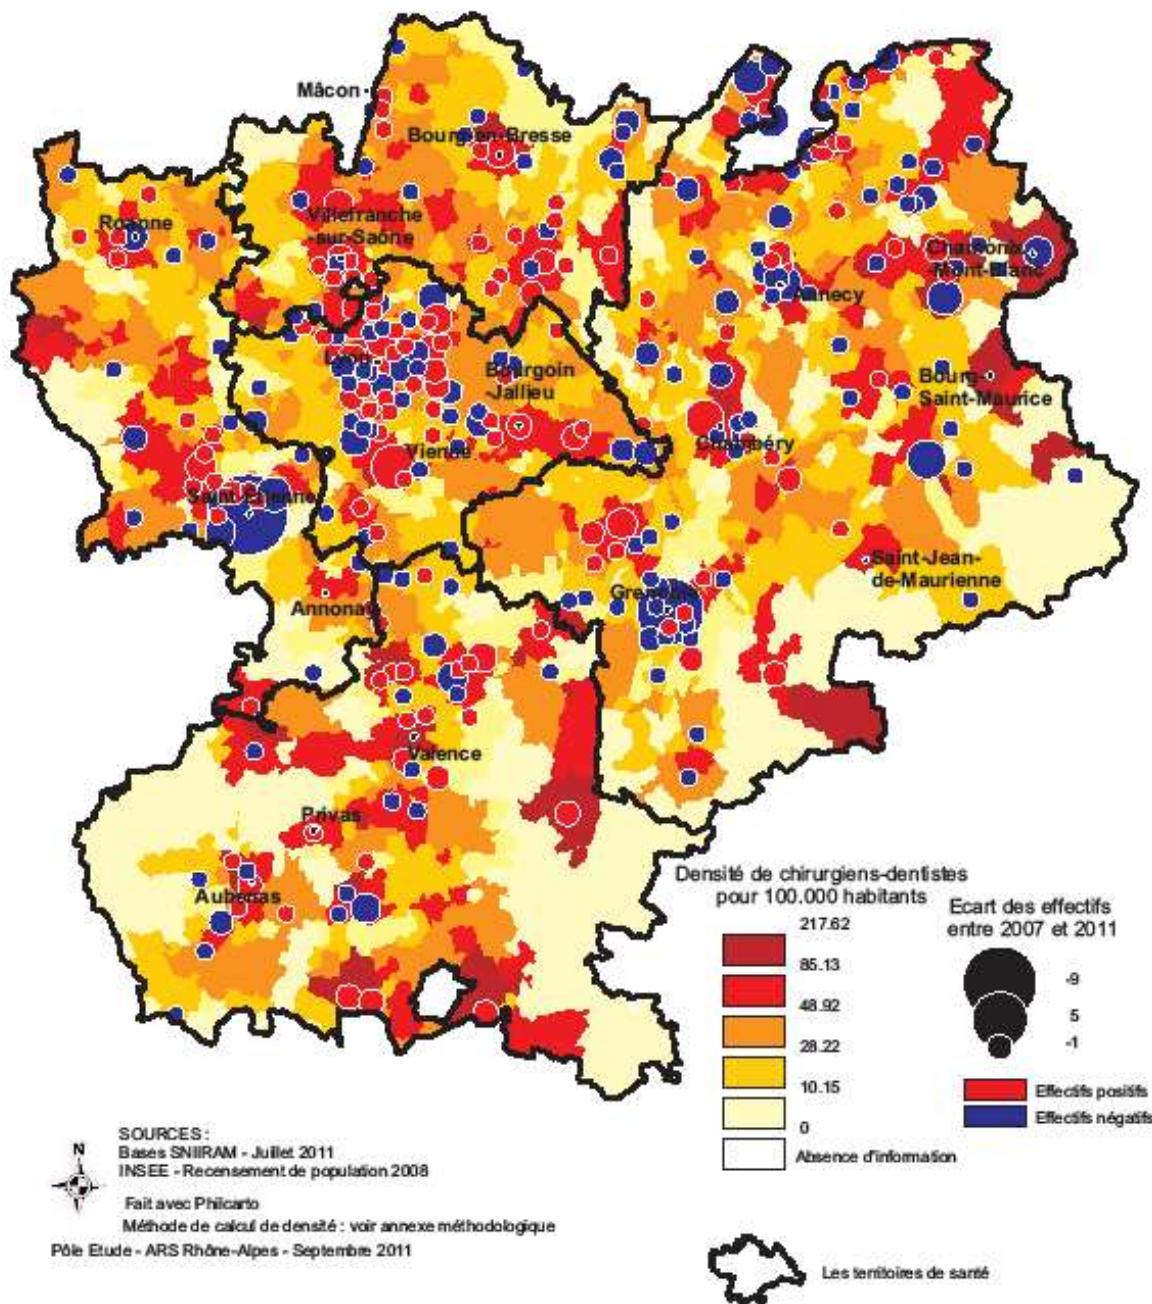 Mâcon
Bourg-en-Bresse
Roanne
Villefranche
-sur-Saône
Chamonix
-Mont-Blanc
Annecy
Lyon
Bourgoin
-Jallieu
Bourg-
Saint-Maurice
Chambéry
Vienne
Saint-Etienne
Saint-Jean-
de-Maurienne
Grenoble
Annonay
Valence
Privas
Aubenas
Densité de chirurgiens-dentistes
pour 100.000 habitants
217.62
85.13
48.92
28.22
10.15
0
Absence d'information
Ecart des effectifs
entre 2007 et 2011
-9
5
-1
Effectifs positifs
Effectifs négatifs
N
SOURCES :
Bases SNIIRAM - Juillet 2011
INSEE - Recensement de population 2008
Fait avec Philcarto
Méthode de calcul de densité : voir annexe méthodologique
Pôle Etude - ARS Rhône-Alpes - Septembre 2011
Les territoires de santé